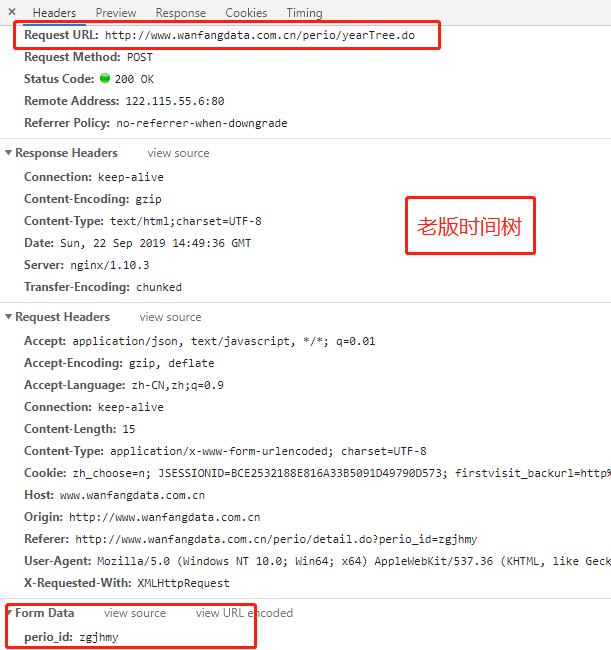 × Headers Preview Response Cookies Timing
Request URL: http://www.wanfangdata.com.cn/perio/yearTree.do
Request Method: POST
Status Code: 200 OK
Remote Address: 122.115.55.6:80
Referrer Policy: no-referrer-when-downgrade
▼ Response Headers view source
Connection: keep-alive
Content-Encoding: gzip
Content-Type: text/html;charset=UTF-8
老版时间树
Date: Sun, 22 Sep 2019 14:49:36 GMT
Server: nginx/1.10.3
Transfer-Encoding: chunked
▼ Request Headers view source
Accept: application/json, text/javascript, */*; q=0.01
Accept-Encoding: gzip, deflate
Accept-Language: zh-CN,zh;q=0.9
Connection: keep-alive
Content-Length: 15
Content-Type: application/x-www-form-urlencoded; charset=UTF-8
Cookie: zh_choose=n; JSESSIONID=BCE2532188E816A33B5091D49790D573; firstvisit_backurl=http%
Host: www.wanfangdata.com.cn
Origin: http://www.wanfangdata.com.cn
Referer: http://www.wanfangdata.com.cn/perio/detail.do?perio_id=zgjhmy
User-Agent: Mozilla/5.0 (Windows NT 10.0; Win64; x64) AppleWebKit/537.36 (KHTML, like Geck
X-Requested-With: XMLHttpRequest
▼ Form Data view source view URL encoded
perio_id: zgjhmy